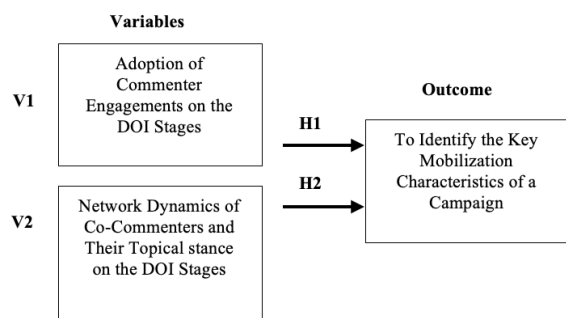 Variables
V1
Adoption of
Commenter
Engagements on the
DOI Stages
V2
Network Dynamics of
Co-Commenters and
Their Topical stance
on the DOI Stages
H1
H2
Outcome
To Identify the Key
Mobilization
Characteristics of a
Campaign